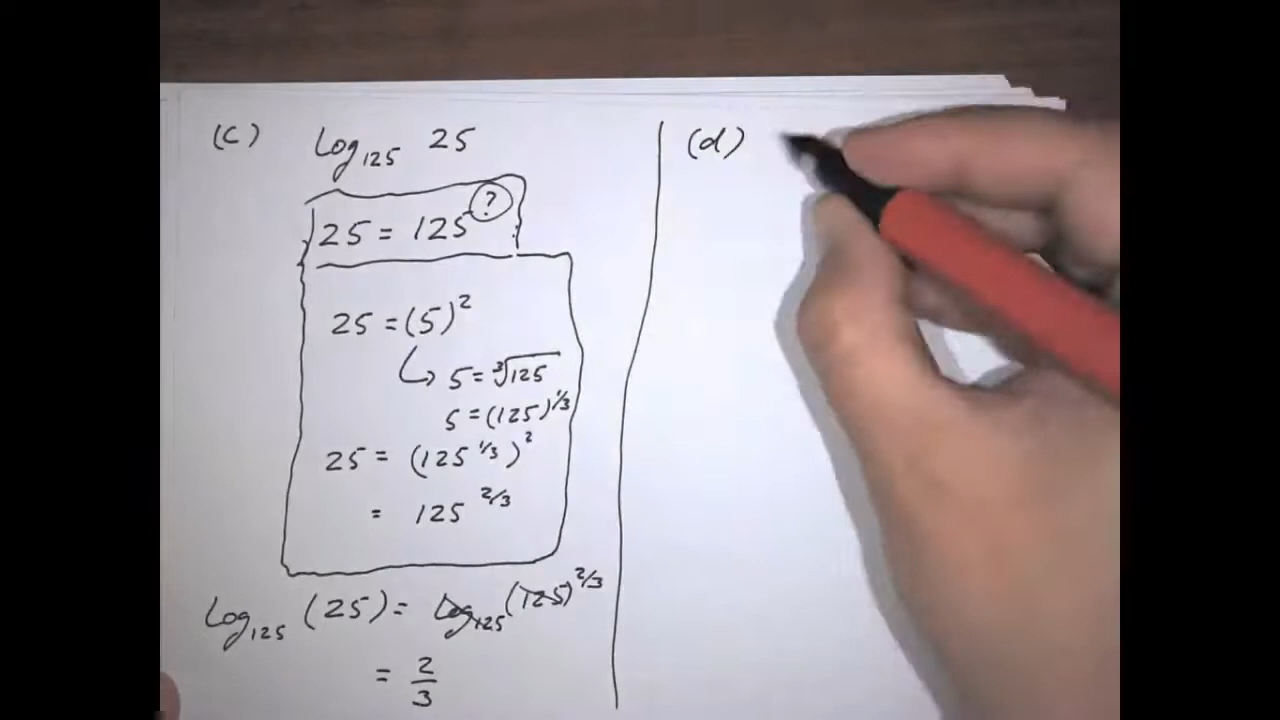 (c) log₁₂₅ 25
25 = 125^?
25 = (5)²
↳ 5 = ∛125
5 = (125)^1/3
25 = (125^1/3)²
= 125^2/3
log₁₂₅ (25) = log₁₂₅ (125)^2/3
= 2/3
(d)